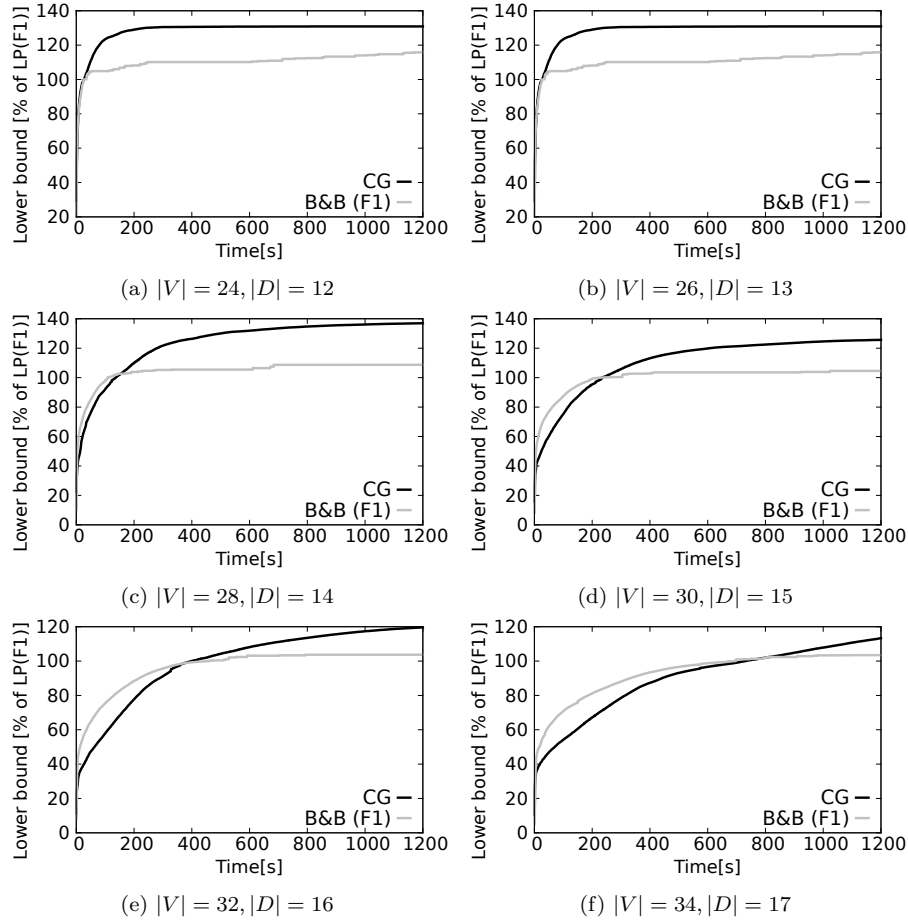 Lower bound [% of LP(F1)]
140
120
100
80
60
40
20
0 200 400 600 800 1000 1200
Time[s]
CG
B&B (F1)
(a) |V| = 24, |D| = 12
Lower bound [% of LP(F1)]
140
120
100
80
60
40
20
0 200 400 600 800 1000 1200
Time[s]
CG
B&B (F1)
(b) |V| = 26, |D| = 13
Lower bound [% of LP(F1)]
140
120
100
80
60
40
20
0
0 200 400 600 800 1000 1200
Time[s]
CG
B&B (F1)
(c) |V| = 28, |D| = 14
Lower bound [% of LP(F1)]
140
120
100
80
60
40
20
0
0 200 400 600 800 1000 1200
Time[s]
CG
B&B (F1)
(d) |V| = 30, |D| = 15
Lower bound [% of LP(F1)]
120
100
80
60
40
20
0
0 200 400 600 800 1000 1200
Time[s]
CG
B&B (F1)
(e) |V| = 32, |D| = 16
Lower bound [% of LP(F1)]
120
100
80
60
40
20
0
0 200 400 600 800 1000 1200
Time[s]
CG
B&B (F1)
(f) |V| = 34, |D| = 17